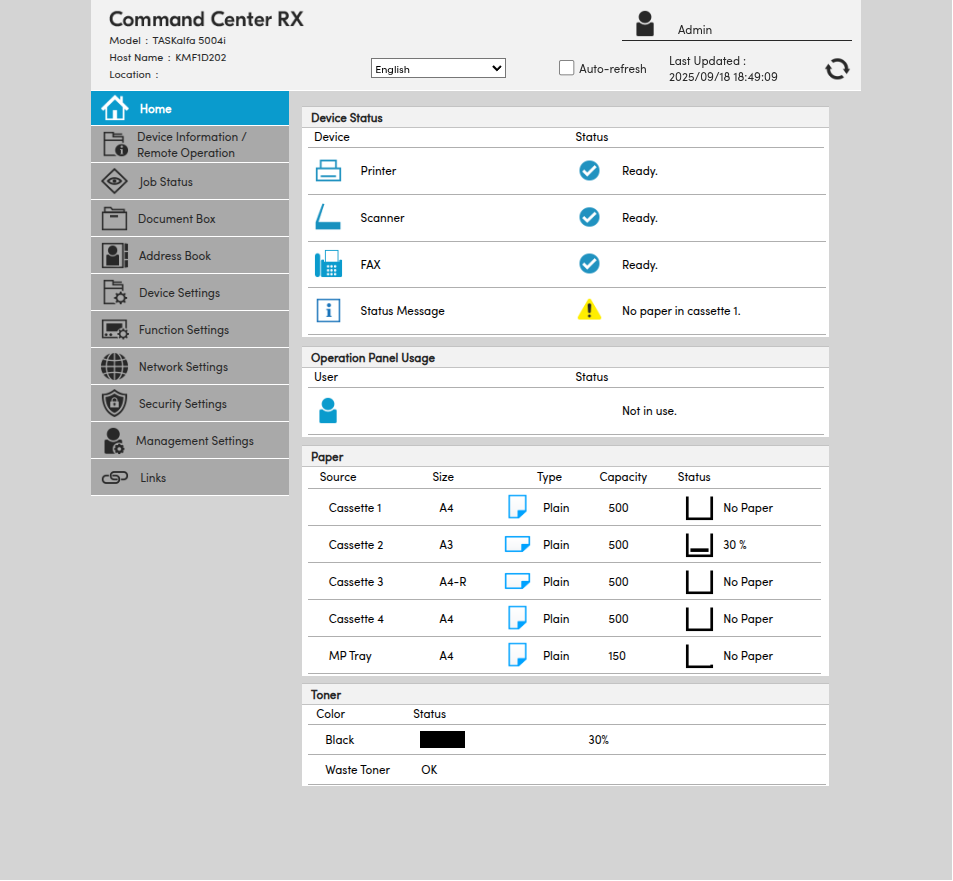 Command Center RX
Model : TASKalfa 5004i
Host Name : KMF1D202
Location :
English
Auto-refresh
Admin
Last Updated :
2025/09/18 18:49:09
Home
Device Information /
Remote Operation
Job Status
Document Box
Address Book
Device Settings
Function Settings
Network Settings
Security Settings
Management Settings
Links
Device Status
Device Status
Printer Ready.
Scanner Ready.
FAX Ready.
Status Message No paper in cassette 1.
Operation Panel Usage
User Status
Not in use.
Paper
Source Size Type Capacity Status
Cassette 1 A4 Plain 500 No Paper
Cassette 2 A3 Plain 500 30 %
Cassette 3 A4-R Plain 500 No Paper
Cassette 4 A4 Plain 500 No Paper
MP Tray A4 Plain 150 No Paper
Toner
Color Status
Black 30%
Waste Toner OK